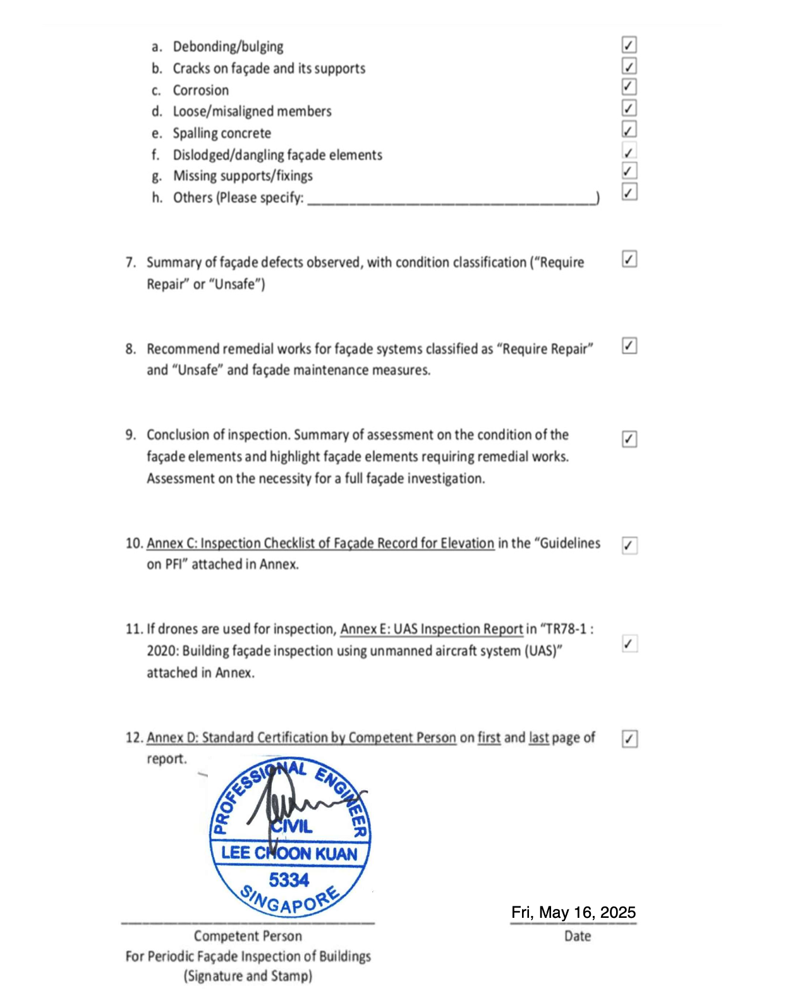 a. Debonding/bulging ✓
b. Cracks on façade and its supports ✓
c. Corrosion ✓
d. Loose/misaligned members ✓
e. Spalling concrete ✓
f. Dislodged/dangling façade elements ✓
g. Missing supports/fixings ✓
h. Others (Please specify: ______________________________) ✓
7. Summary of façade defects observed, with condition classification (“Require ✓
Repair” or “Unsafe”)
8. Recommend remedial works for façade systems classified as “Require Repair” ✓
and “Unsafe” and façade maintenance measures.
9. Conclusion of inspection. Summary of assessment on the condition of the ✓
façade elements and highlight façade elements requiring remedial works.
Assessment on the necessity for a full façade investigation.
10. Annex C: Inspection Checklist of Façade Record for Elevation in the “Guidelines ✓
on PFI” attached in Annex.
11. If drones are used for inspection, Annex E: UAS Inspection Report in “TR78-1 :
2020: Building façade inspection using unmanned aircraft system (UAS)” ✓
attached in Annex.
12. Annex D: Standard Certification by Competent Person on first and last page of ✓
report.
PROFESSIONAL ENGINEER
CIVIL
LEE CHOON KUAN
5334
SINGAPORE
Fri, May 16, 2025
Competent Person
Date
For Periodic Façade Inspection of Buildings
(Signature and Stamp)